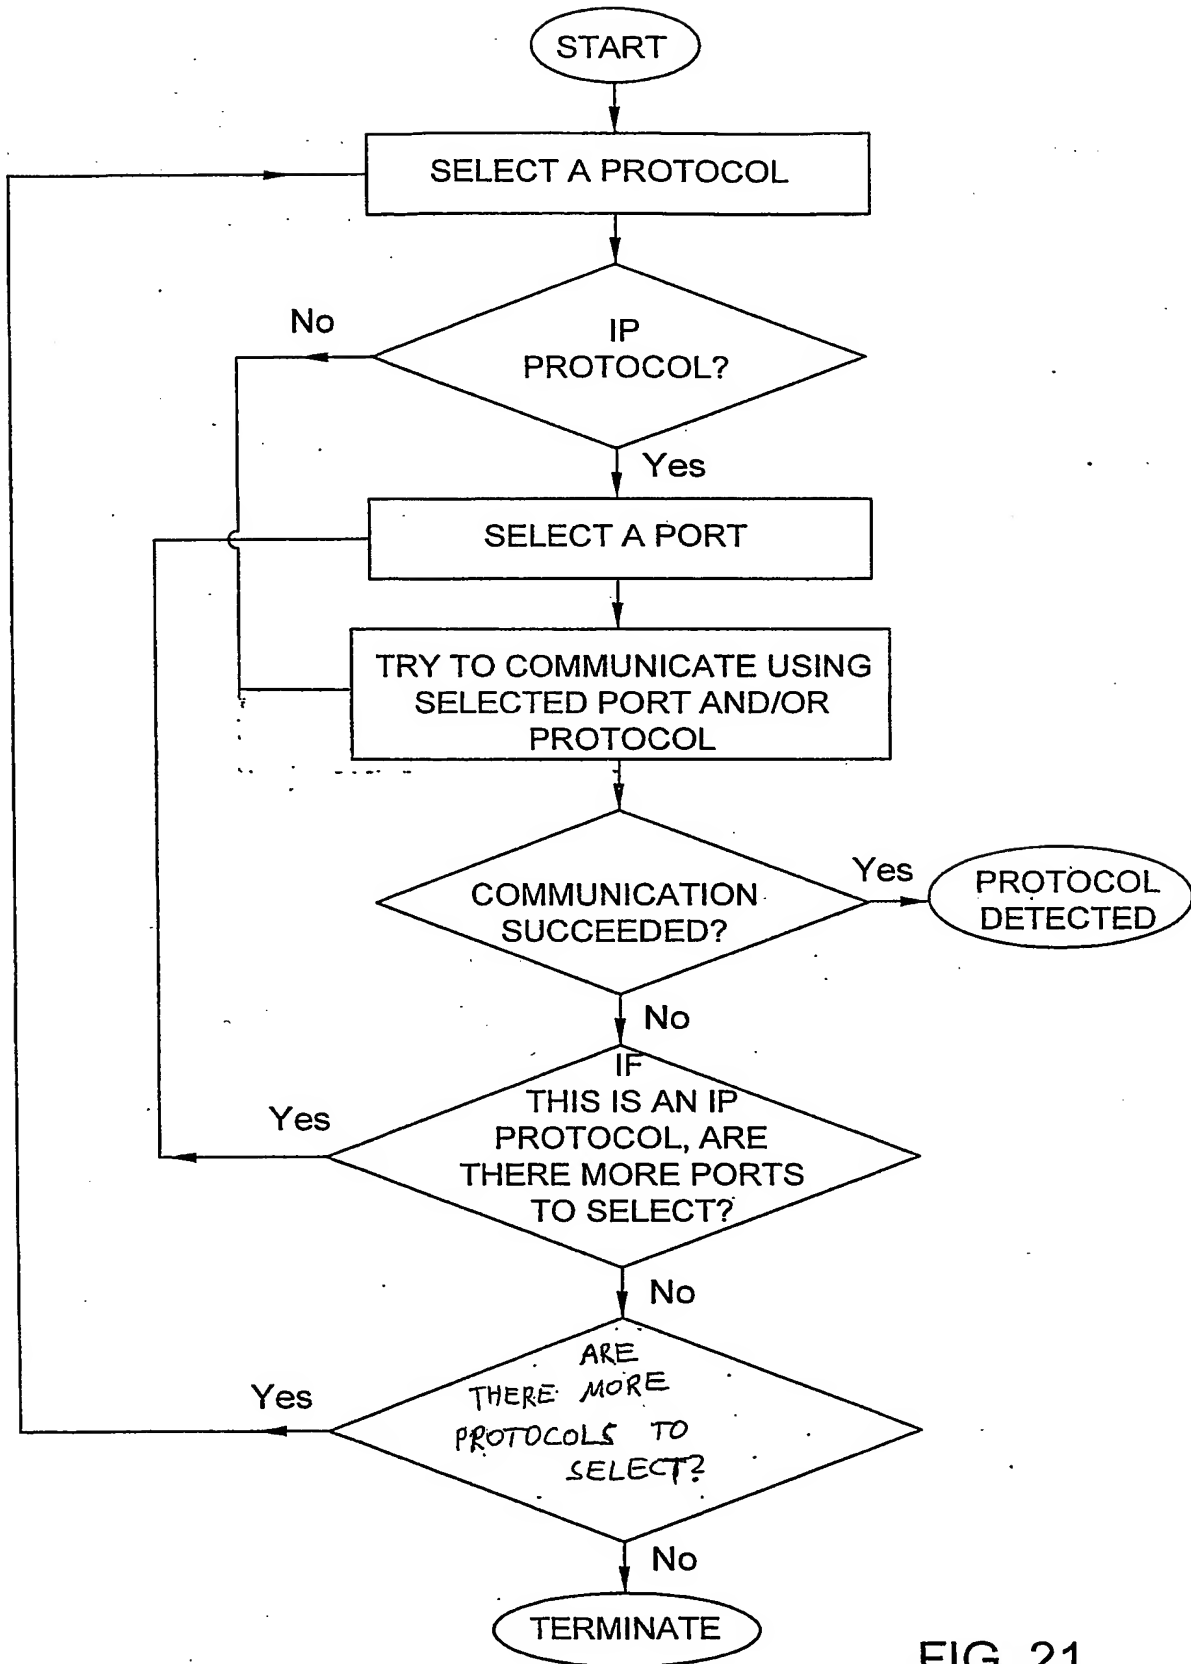 START
SELECT A PROTOCOL
No
IP
PROTOCOL?
Yes
SELECT A PORT
TRY TO COMMUNICATE USING
SELECTED PORT AND/OR
PROTOCOL
COMMUNICATION
SUCCEEDED?
Yes
PROTOCOL
DETECTED
No
IF
THIS IS AN IP
PROTOCOL, ARE
THERE MORE PORTS
TO SELECT?
Yes
No
ARE
THERE MORE
PROTOCOLS TO
SELECT?
Yes
No
TERMINATE
FIG. 21